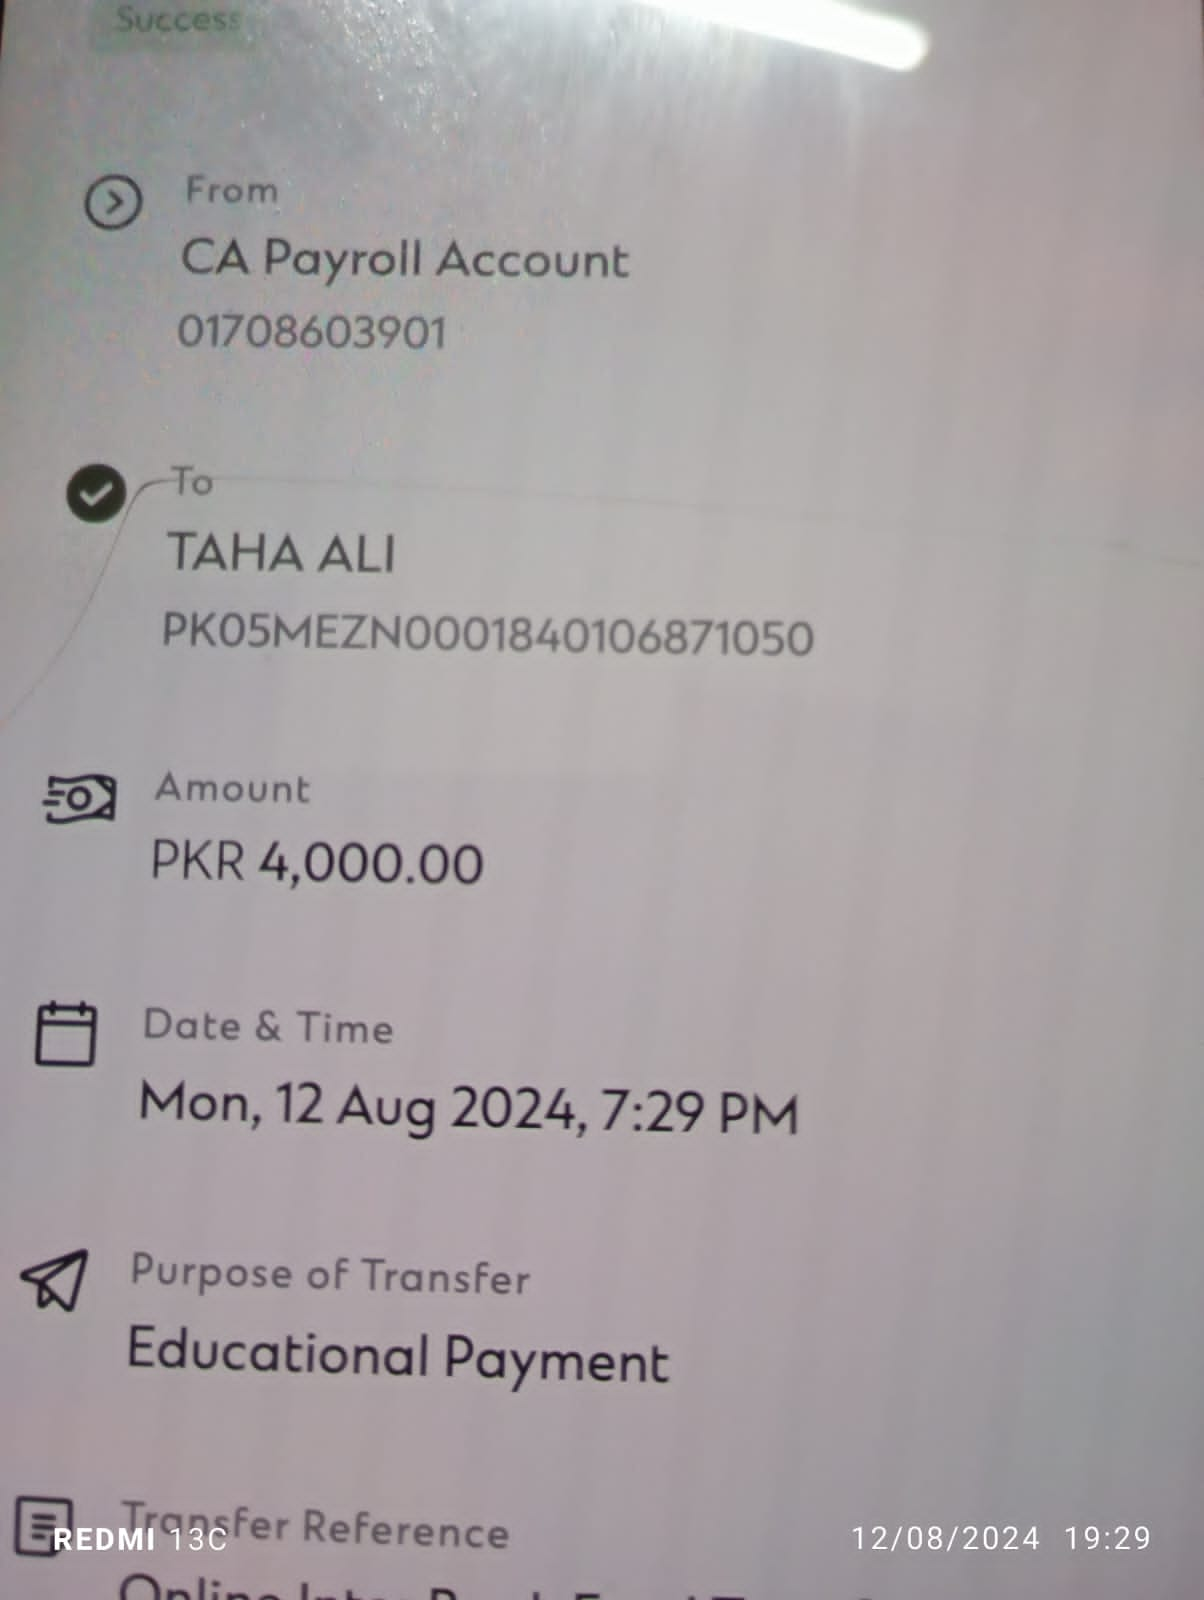 Success
From
CA Payroll Account
01708603901
To
TAHA ALI
PK05MEZN0001840106871050
Amount
PKR 4,000.00
Date & Time
Mon, 12 Aug 2024, 7:29 PM
Purpose of Transfer
Educational Payment
Transfer Reference
REDMI 13C
12/08/2024 19:29
Online